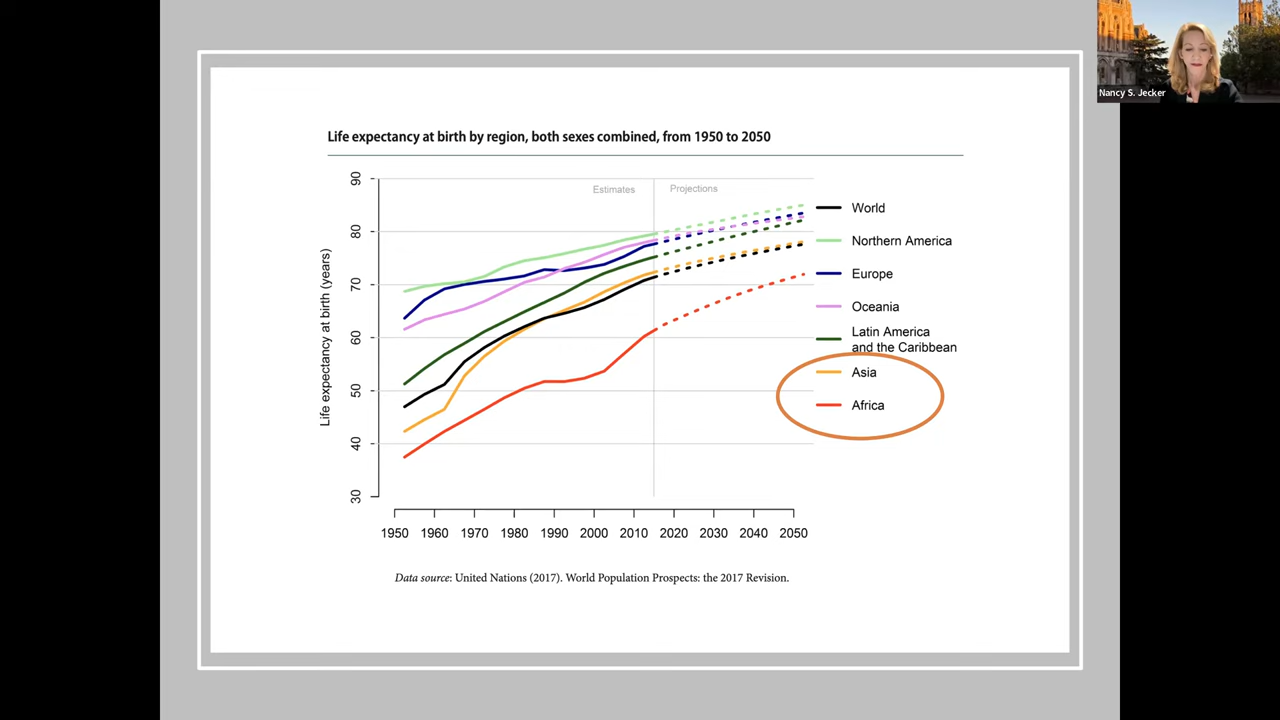 Nancy S. Jecker
Life expectancy at birth by region, both sexes combined, from 1950 to 2050
Estimates
Projections
Life expectancy at birth (years)
90
80
70
60
50
40
30
1950 1960 1970 1980 1990 2000 2010 2020 2030 2040 2050
World
Northern America
Europe
Oceania
Latin America
and the Caribbean
Asia
Africa
Data source: United Nations (2017). World Population Prospects: the 2017 Revision.